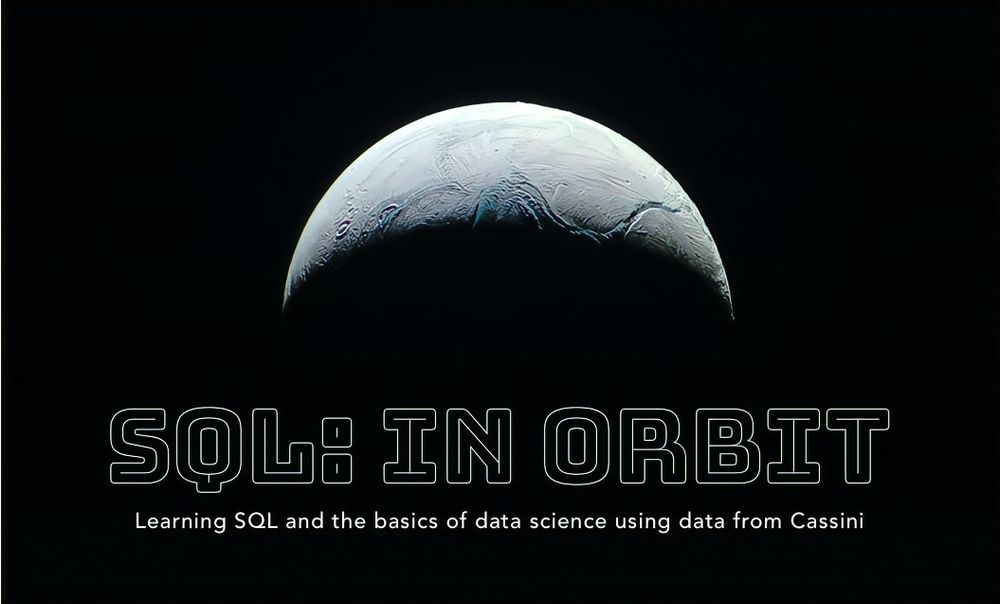 SQL: IN ORBIT
Learning SQL and the basics of data science using data from Cassini